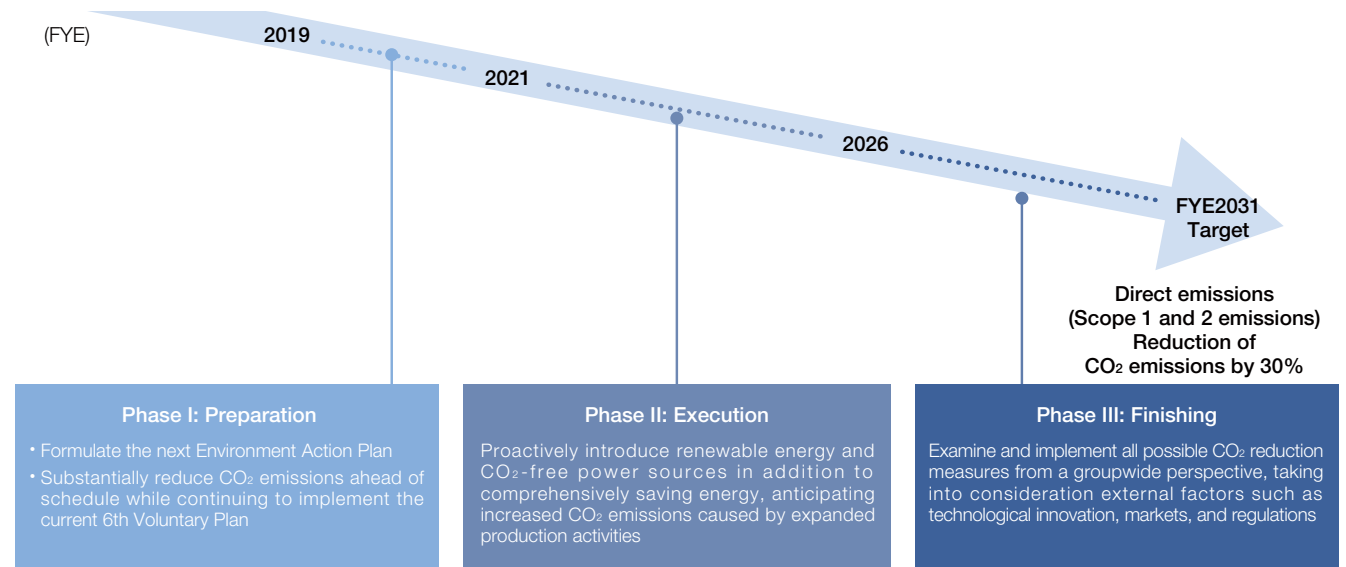 (FYE)
2019
2021
2026
FYE2031
Target
Direct emissions
(Scope 1 and 2 emissions)
Reduction of
CO₂ emissions by 30%
Phase I: Preparation
• Formulate the next Environment Action Plan
• Substantially reduce CO₂ emissions ahead of
schedule while continuing to implement the
current 6th Voluntary Plan
Phase II: Execution
Proactively introduce renewable energy and
CO₂-free power sources in addition to
comprehensively saving energy, anticipating
increased CO₂ emissions caused by expanded
production activities
Phase III: Finishing
Examine and implement all possible CO₂ reduction
measures from a groupwide perspective, taking
into consideration external factors such as
technological innovation, markets, and regulations